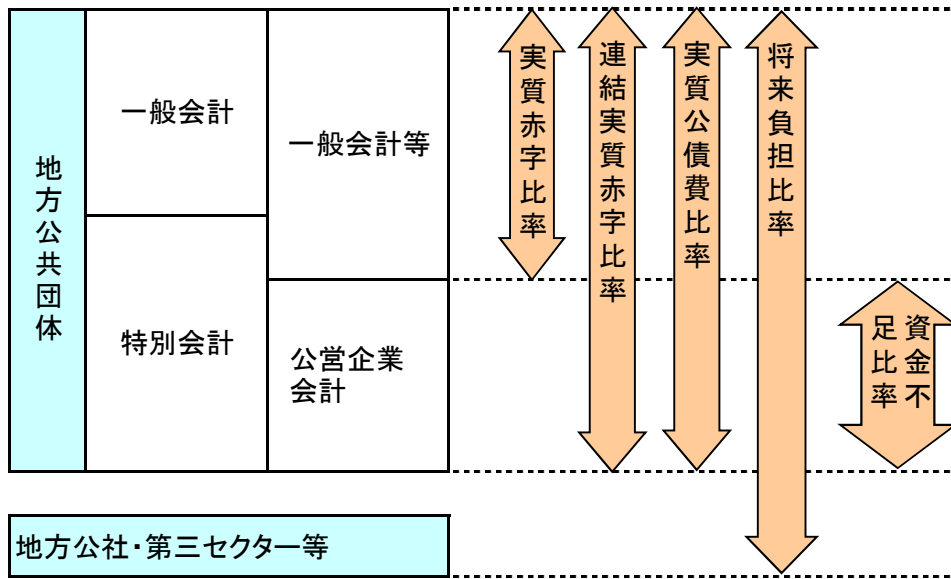 地方公共団体
一般会計
特別会計
一般会計等
公営企業
会計
実質赤字比率
連結実質赤字比率
実質公債費比率
将来負担比率
資金不
足比率
地方公社・第三セクター等